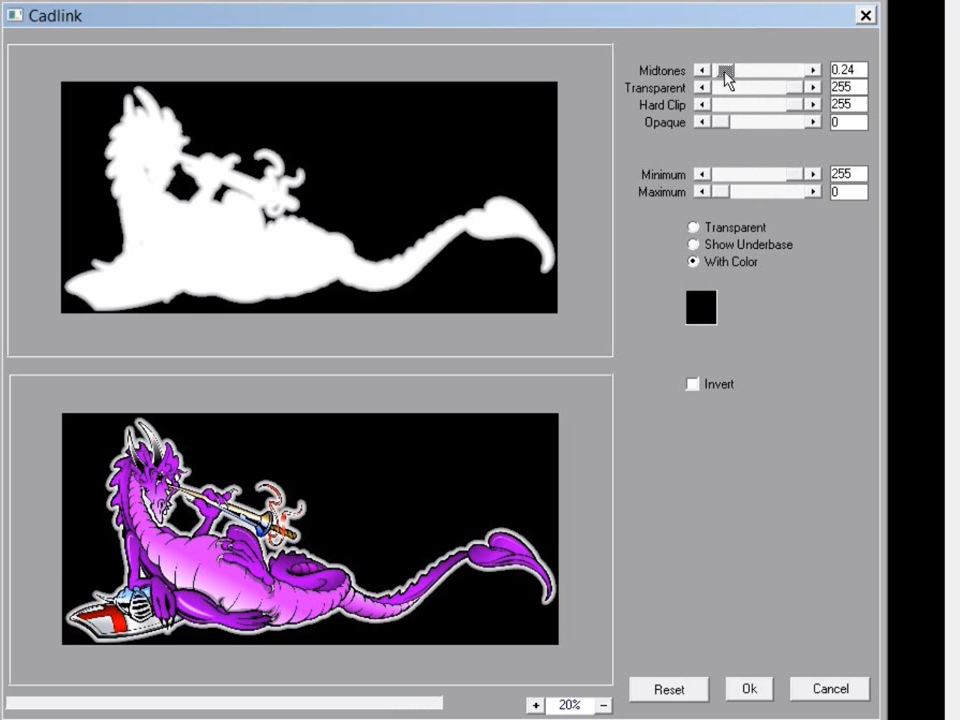 Cadlink
Midtones 0.24
Transparent 255
Hard Clip 255
Opaque 0
Minimum 255
Maximum 0
Transparent
Show Underbase
With Color
Invert
Reset Ok Cancel
+ 20% −